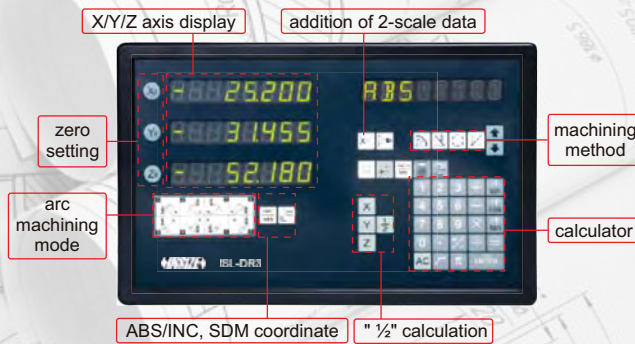 X/Y/Z axis display
addition of 2-scale data
- 25.200
ABS
- 31.455
zero
setting
machining
method
- 52.180
arc
machining
mode
X
Y
Z
calculator
ISL-DR3
AC
ABS/INC, SDM coordinate
" ½" calculation